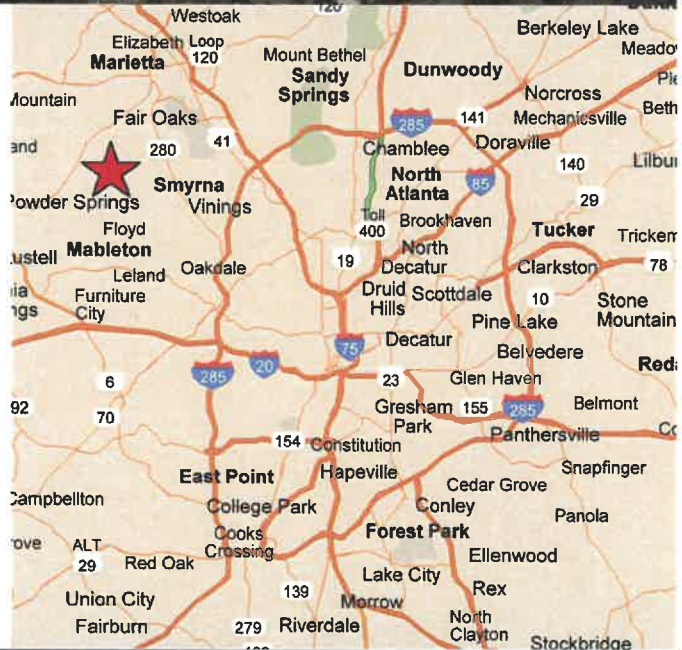 120
Westoak
Berkeley Lake
Elizabeth Loop
120
Marietta
Mount Bethel
Sandy
Springs
Dunwoody
Norcross
Mountain
Fair Oaks
41
285
141
Mechanicsville
280
Chamblee
Doraville
140
Smyrna
North
Atlanta
85
29
Powder Springs
Vinings
Toll
400
Brookhaven
Tucker
Floyd
Mableton
19
North
Decatur
Clarkston
78
Leland
Oakdale
Furniture
City
Druid
Hills
Scottdale
10
Stone
Mountain
Pine Lake
75
Decatur
Belvedere
285
20
23
Glen Haven
6
70
92
Gresham
Park
155
285
Belmont
154
Constitution
Panthersville
East Point
Hapeville
Snapfinger
Campbellton
College Park
Cedar Grove
Conley
Panola
Cooks
Crossing
Forest Park
ALT
29
Red Oak
Ellenwood
Lake City
Rex
139
Union City
Morrow
Fairburn
279
Riverdale
North
Clayton
Stockbridge